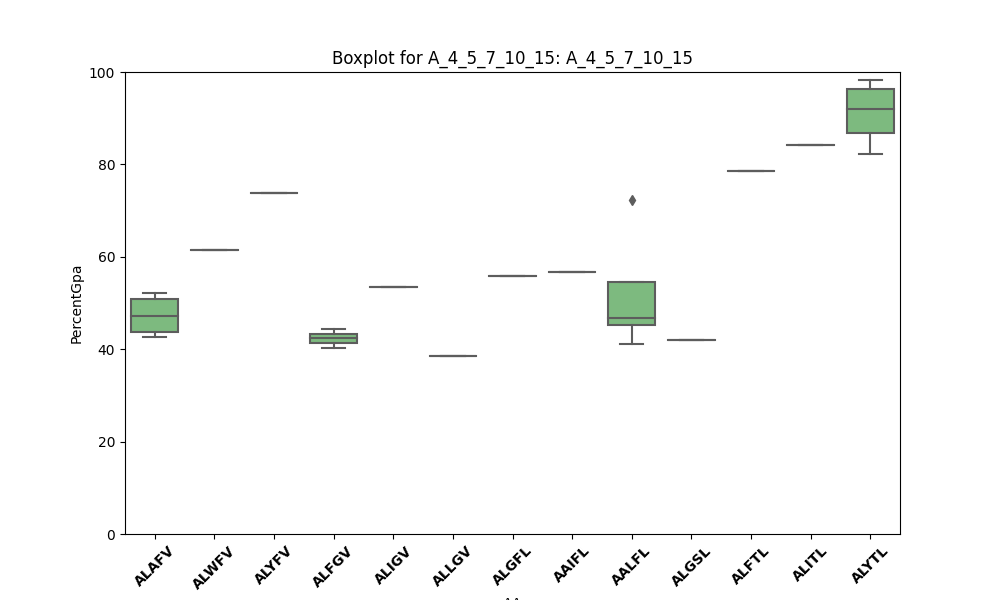 Boxplot for A_4_5_7_10_15: A_4_5_7_10_15
PercentGpa
100
80
60
40
20
0
ALAFV ALWFV ALYFV ALFGV ALIGV ALLGV ALGFL AAIFL AALFL ALGSL ALFTL ALITL ALYTL